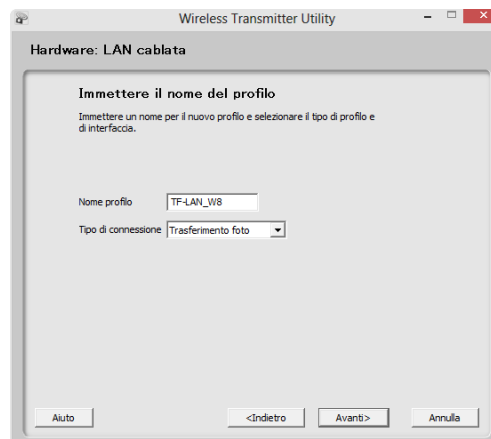 Wireless Transmitter Utility
Hardware: LAN cablata
Immettere il nome del profilo
Immettere un nome per il nuovo profilo e selezionare il tipo di profilo e
di interfaccia.
Nome profilo TF-LAN_W8
Tipo di connessione Trasferimento foto
Aiuto <Indietro Avanti> Annulla